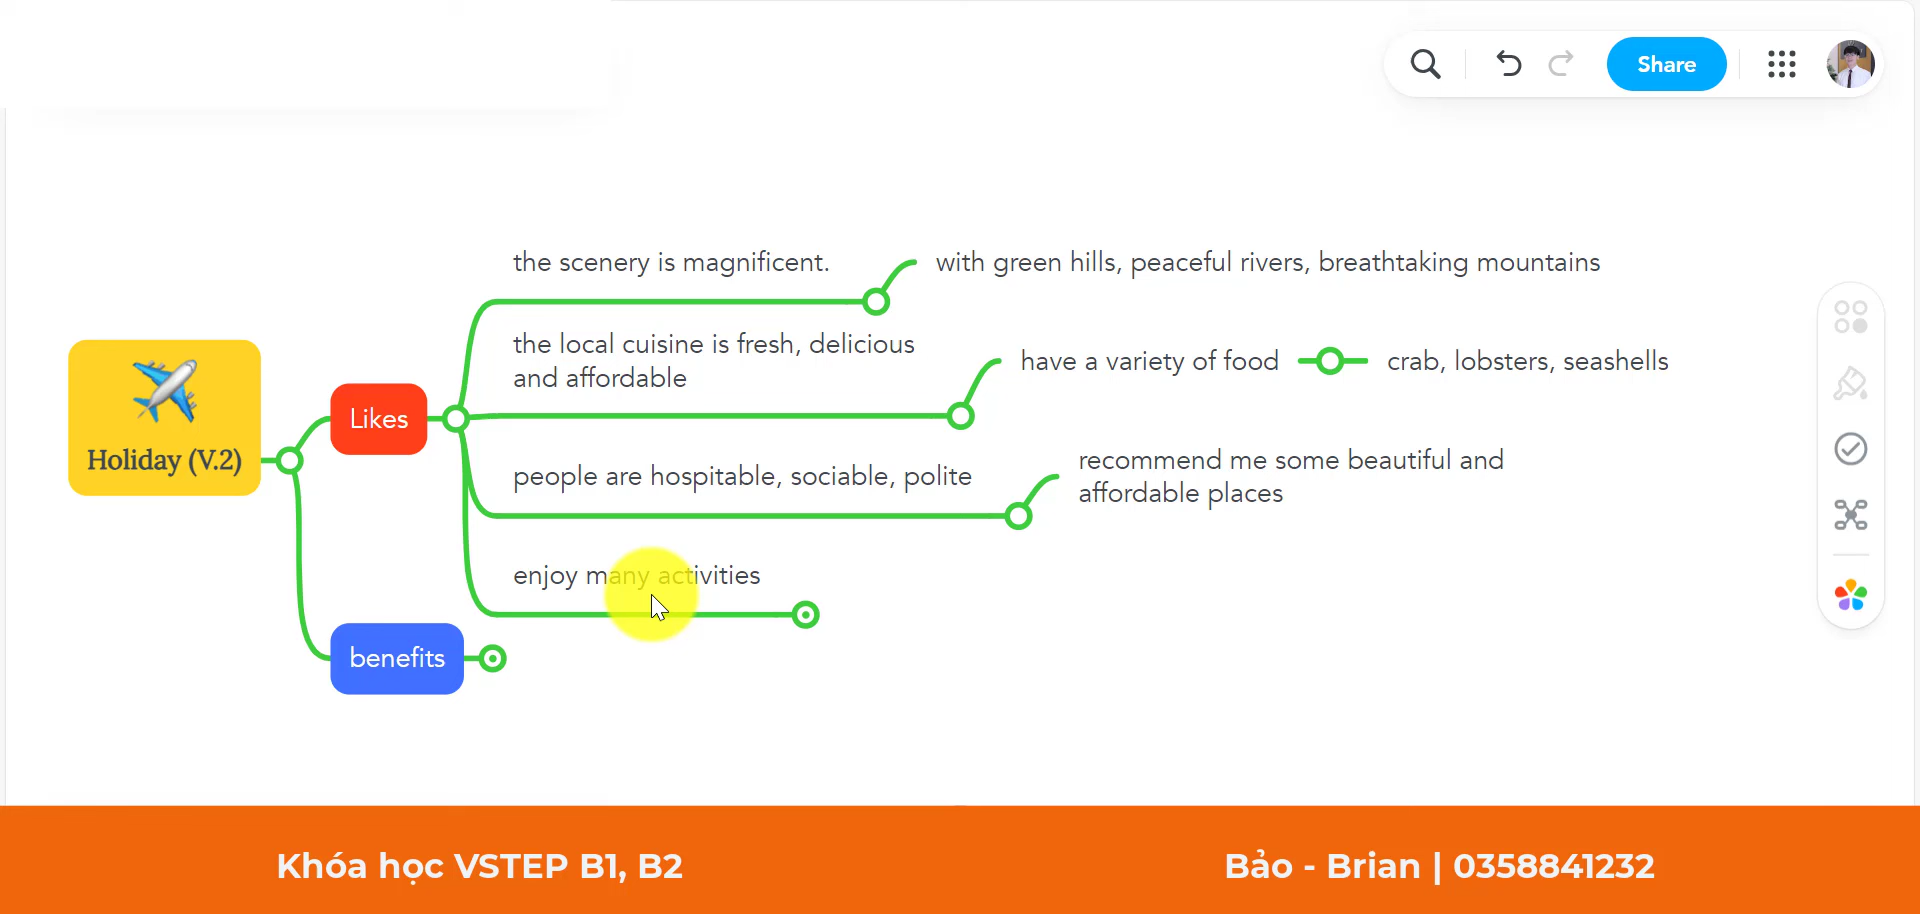 Share
the scenery is magnificent.
with green hills, peaceful rivers, breathtaking mountains
the local cuisine is fresh, delicious
and affordable
have a variety of food
crab, lobsters, seashells
Likes
Holiday (V.2)
people are hospitable, sociable, polite
recommend me some beautiful and
affordable places
enjoy many activities
benefits
Khóa học VSTEP B1, B2
Bảo - Brian | 0358841232